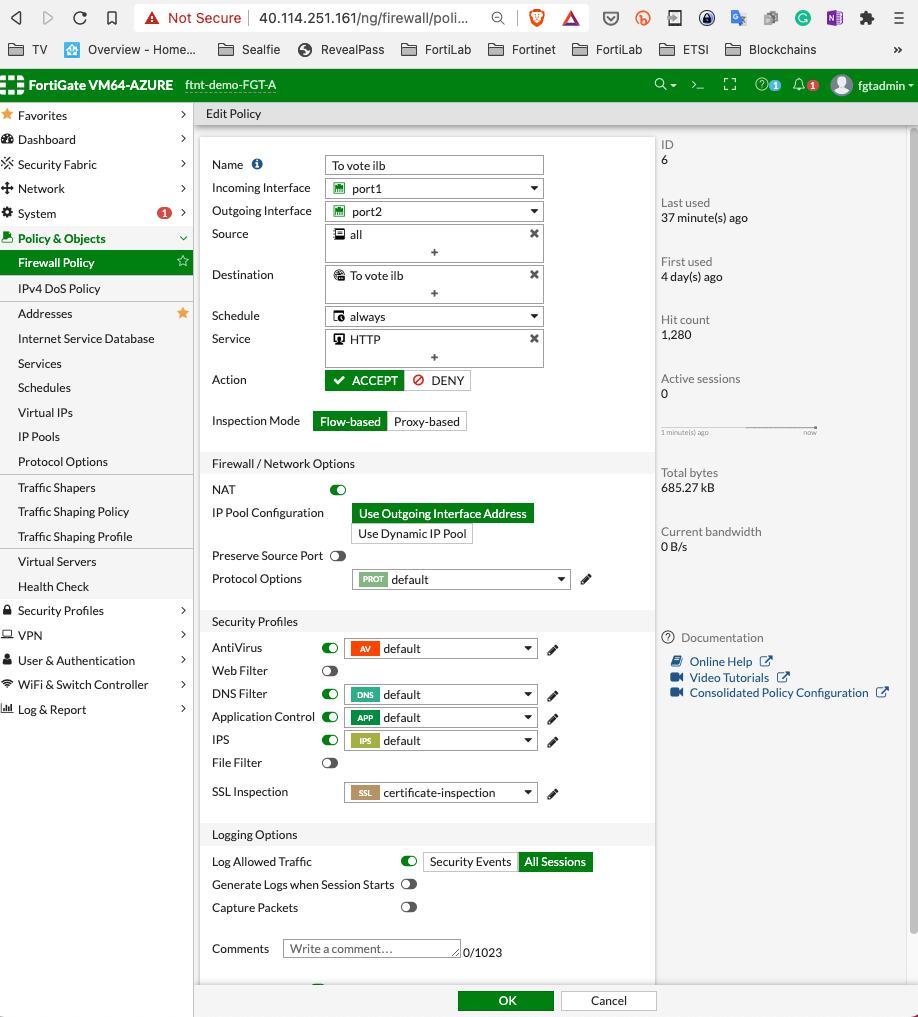 Not Secure 40.114.251.161/ng/firewall/poli...
TV Overview - Home... Sealfie RevealPass FortiLab Fortinet FortiLab ETSI Blockchains »
FortiGate VM64-AZURE ftnt-demo-FGT-A 1 1 fgtadmin
Favorites
Dashboard
Security Fabric
Network
System 1
Policy & Objects
Firewall Policy
IPv4 DoS Policy
Addresses
Internet Service Database
Services
Schedules
Virtual IPs
IP Pools
Protocol Options
Traffic Shapers
Traffic Shaping Policy
Traffic Shaping Profile
Virtual Servers
Health Check
Security Profiles
VPN
User & Authentication
WiFi & Switch Controller
Log & Report
Edit Policy
Name To vote ilb
Incoming Interface port1
Outgoing Interface port2
Source all
+
Destination To vote ilb
+
Schedule always
Service HTTP
+
Action ACCEPT DENY
Inspection Mode Flow-based Proxy-based
Firewall / Network Options
NAT
IP Pool Configuration Use Outgoing Interface Address
Use Dynamic IP Pool
Preserve Source Port
Protocol Options PROT default
Security Profiles
AntiVirus AV default
Web Filter
DNS Filter DNS default
Application Control APP default
IPS IPS default
File Filter
SSL Inspection SSL certificate-inspection
Logging Options
Log Allowed Traffic Security Events All Sessions
Generate Logs when Session Starts
Capture Packets
Comments Write a comment... 0/1023
OK Cancel
ID
6
Last used
37 minute(s) ago
First used
4 day(s) ago
Hit count
1,280
Active sessions
0
1 minute(s) ago now
Total bytes
685.27 kB
Current bandwidth
0 B/s
Documentation
Online Help
Video Tutorials
Consolidated Policy Configuration